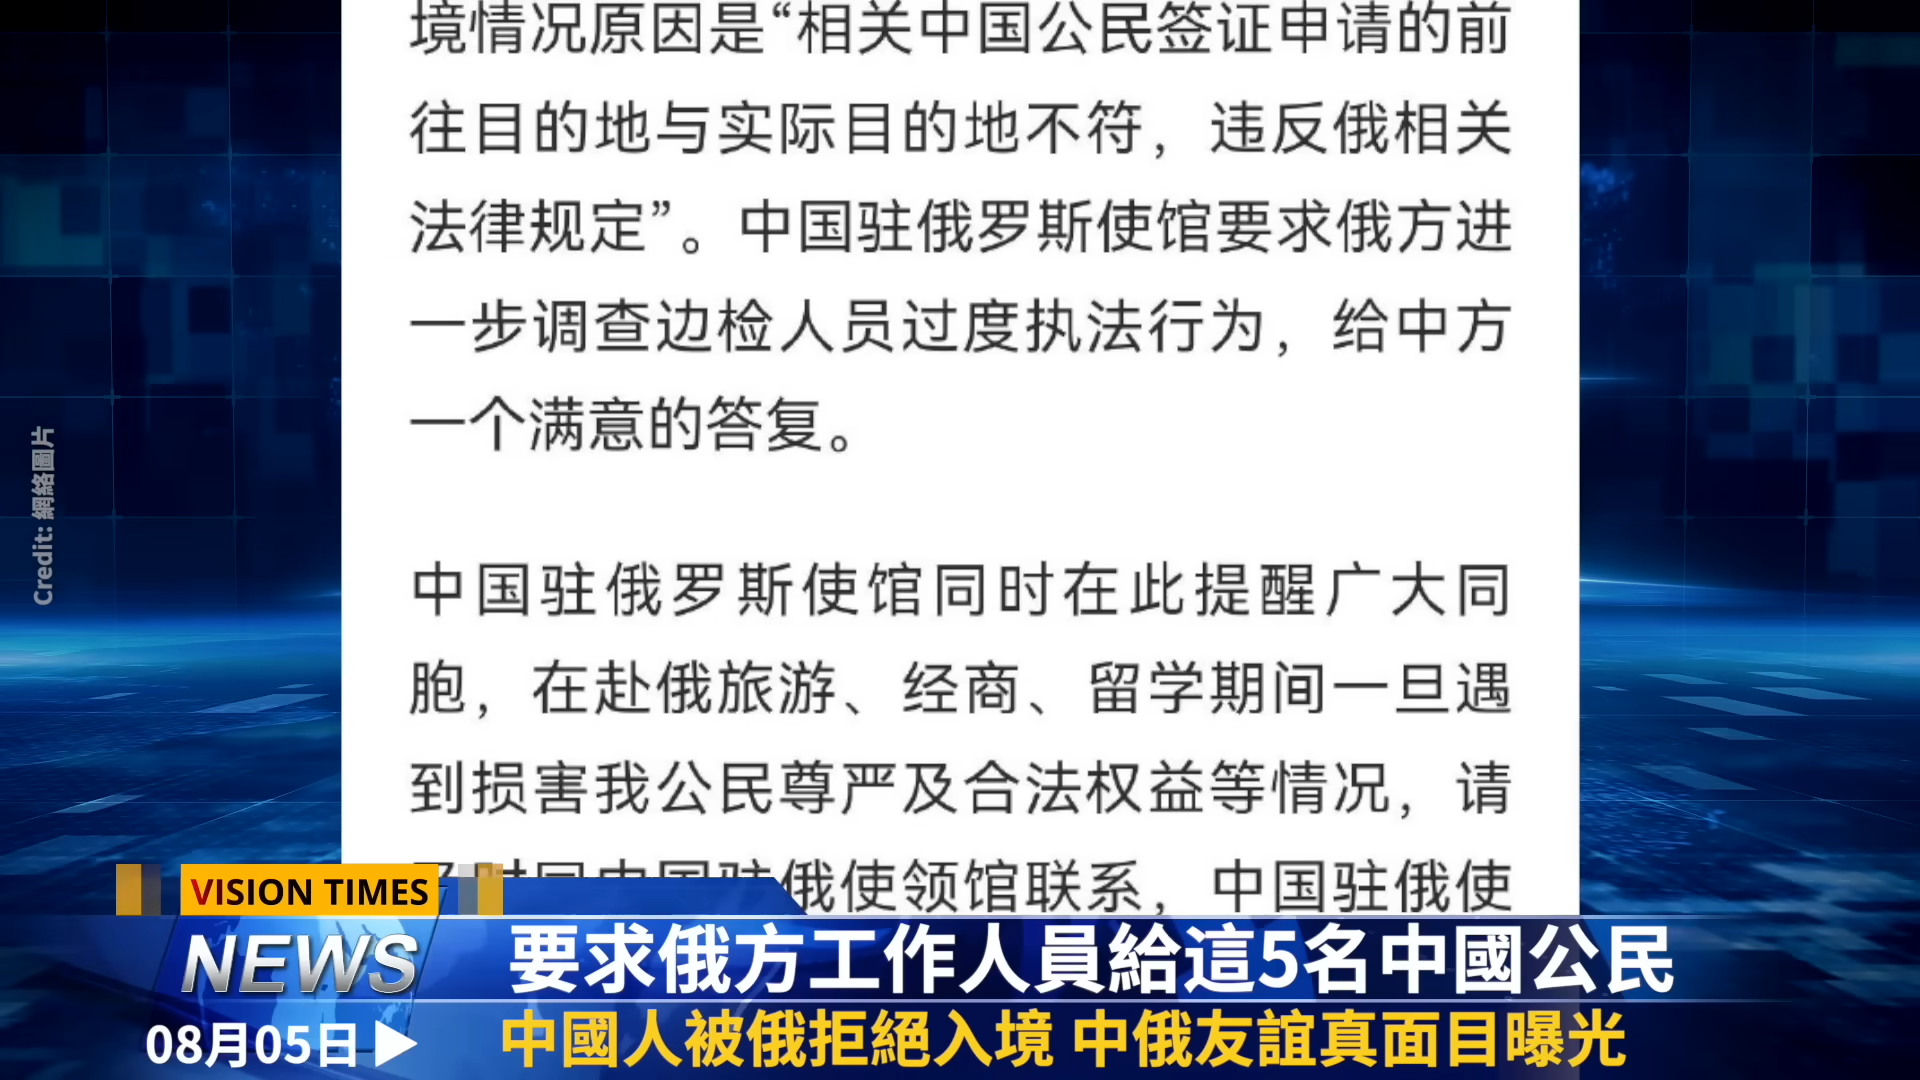 境情况原因是“相关中国公民签证申请的前
往目的地与实际目的地不符，违反俄相关
法律规定”。中国驻俄罗斯使馆要求俄方进
一步调查边检人员过度执法行为，给中方
一个满意的答复。
中国驻俄罗斯使馆同时在此提醒广大同
胞，在赴俄旅游、经商、留学期间一旦遇
到损害我公民尊严及合法权益等情况，请
及时同中国驻俄使领馆联系，中国驻俄使
Credit: 網絡圖片
VISION TIMES
NEWS
要求俄方工作人員給這5名中國公民
08月05日
中國人被俄拒絕入境 中俄友誼真面目曝光